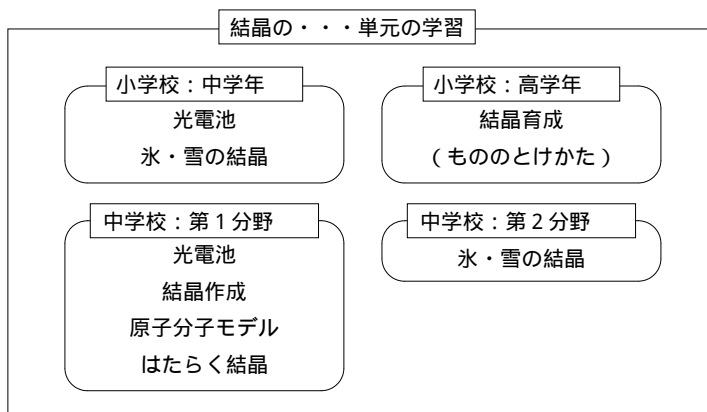 結晶の・・・単元の学習
小学校：中学年
光電池
氷・雪の結晶
小学校：高学年
結晶育成
（もののとけかた）
中学校：第１分野
光電池
結晶作成
原子分子モデル
はたらく結晶
中学校：第２分野
氷・雪の結晶